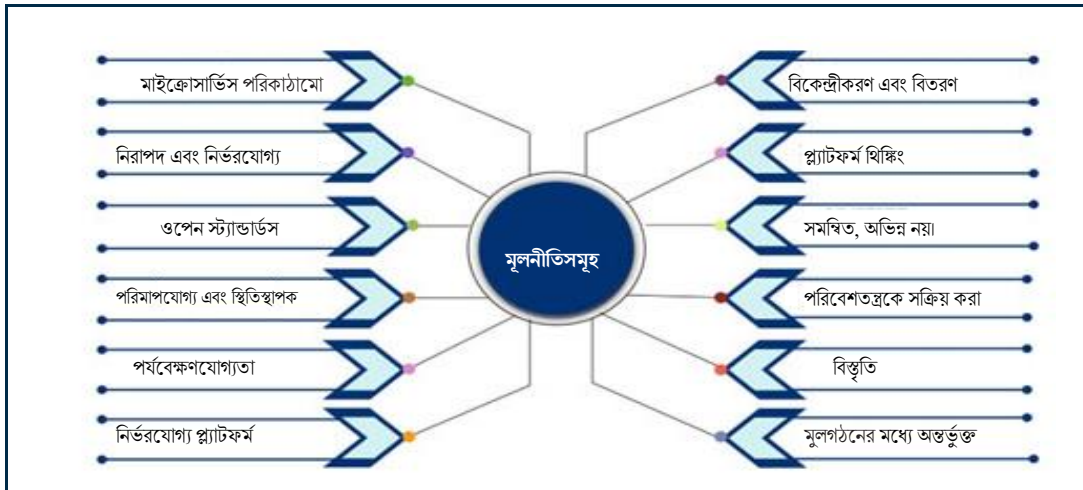 মাইক্রোসার্ভিস পরিকাঠামো
নিরাপদ এবং নির্ভরযোগ্য
ওপেন স্ট্যান্ডার্ডস
পরিমাপযোগ্য এবং স্থিতিস্থাপক
পর্যবেক্ষণযোগ্যতা
নির্ভরযোগ্য প্ল্যাটফর্ম
মূলনীতিসমূহ
বিকেন্দ্রীকরণ এবং বিতরণ
প্ল্যাটফর্ম থিঙ্কিং
সমন্বিত, অভিন্ন নয়।
পরিবেশতন্ত্রকে সক্রিয় করা
বিস্তৃতি
মুলগঠনের মধ্যে অন্তর্ভুক্ত